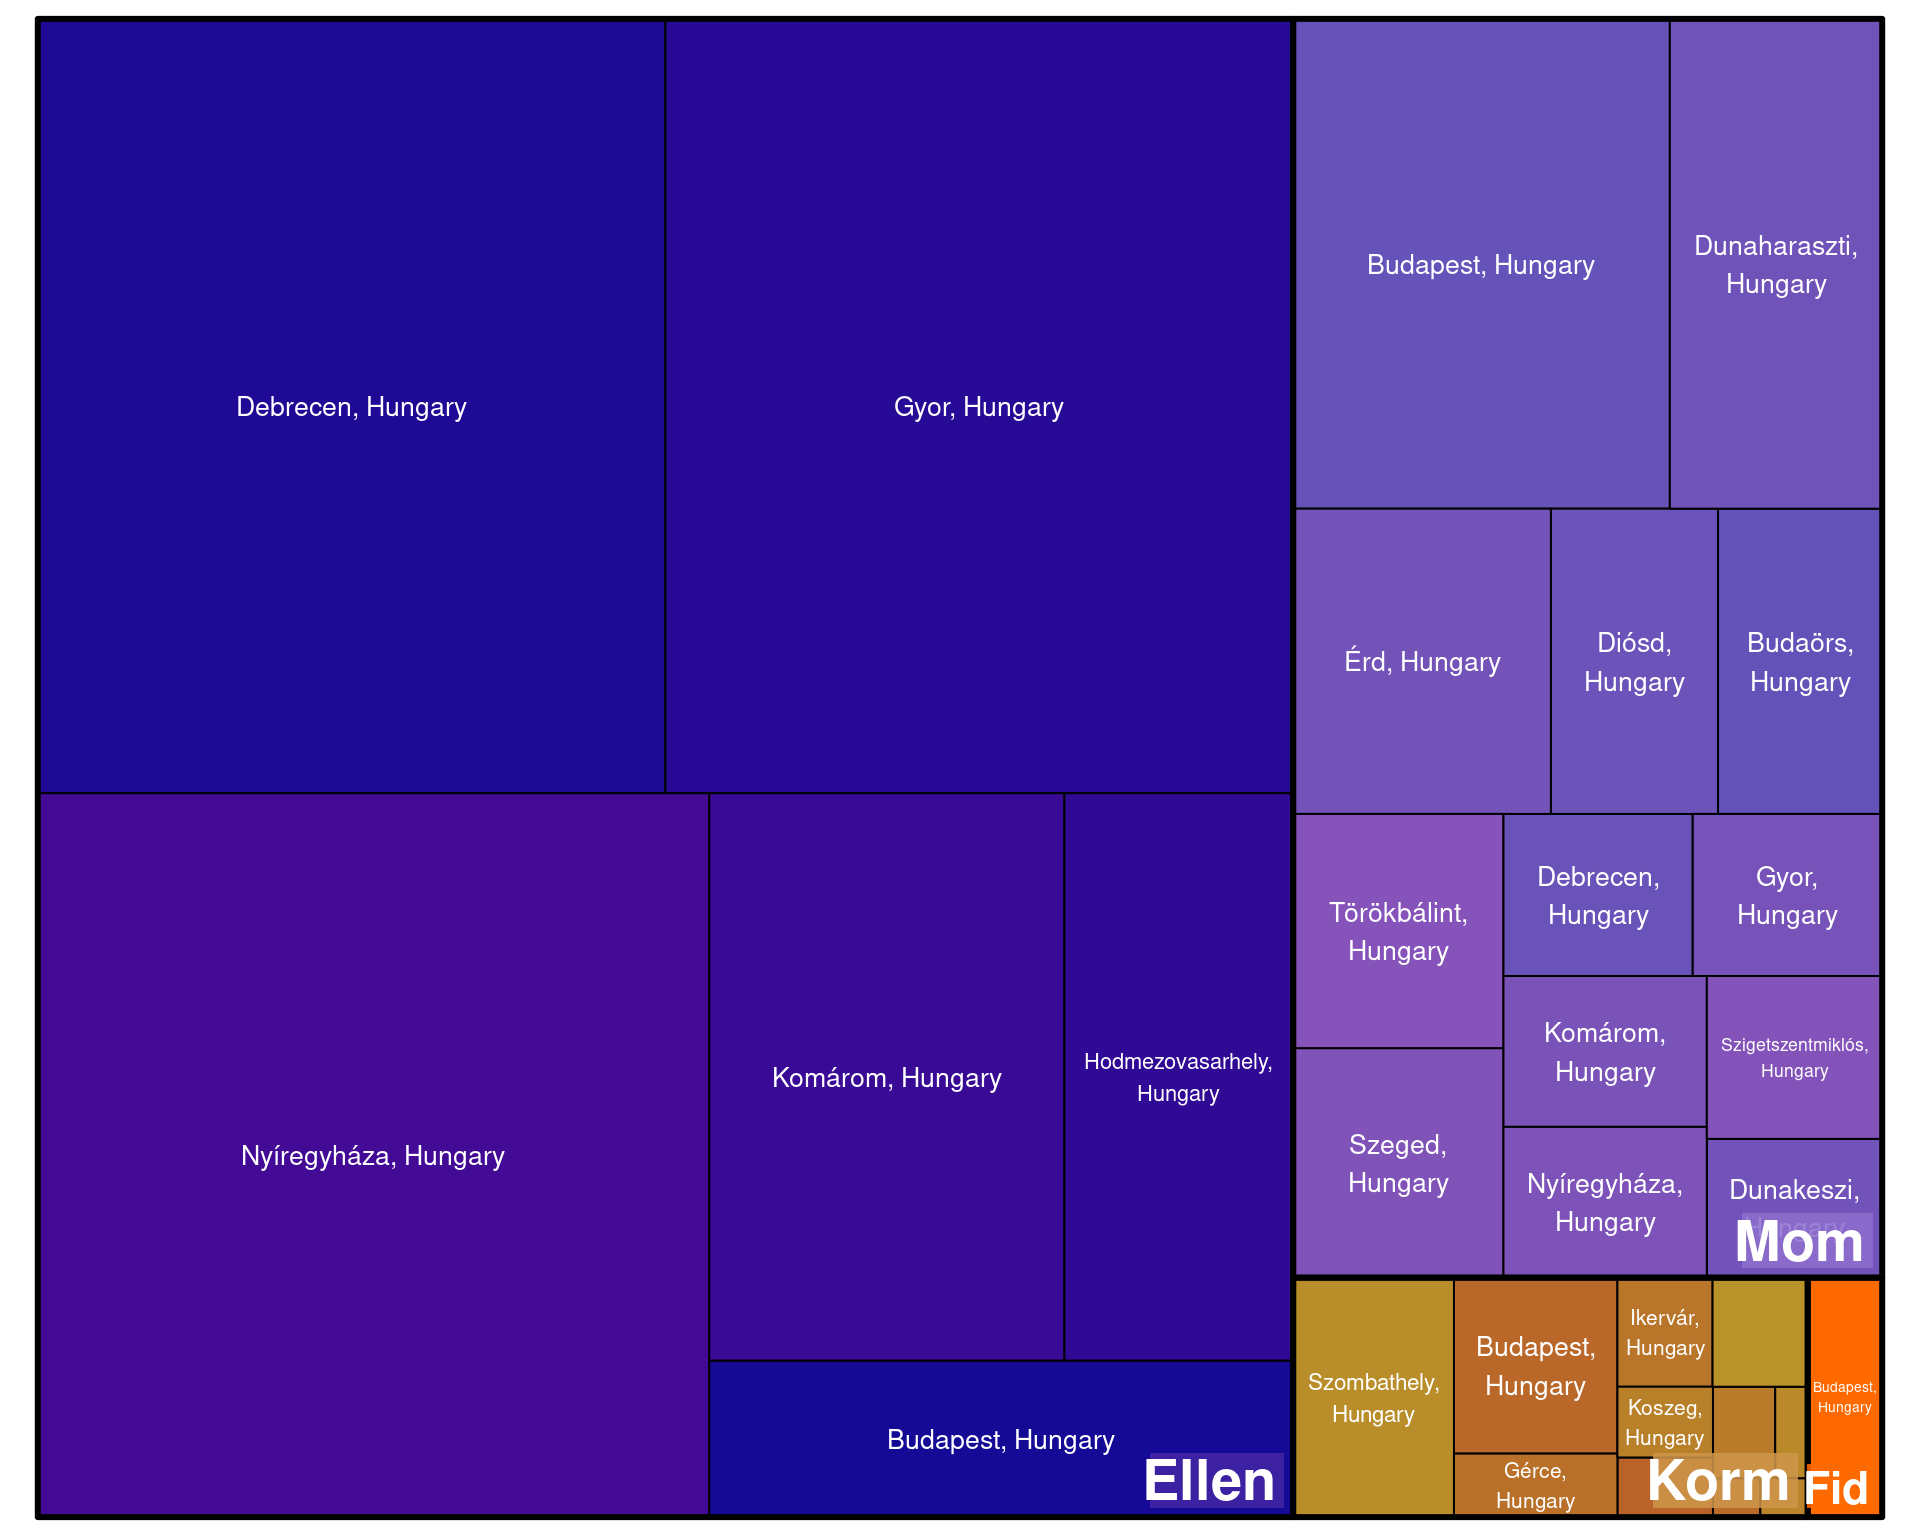 Debrecen, Hungary
Gyor, Hungary
Nyíregyháza, Hungary
Komárom, Hungary
Hodmezovasarhely,
Hungary
Budapest, Hungary
Ellen
Budapest, Hungary
Dunaharaszti,
Hungary
Érd, Hungary
Diósd,
Hungary
Budaörs,
Hungary
Törökbálint,
Hungary
Debrecen,
Hungary
Gyor,
Hungary
Szeged,
Hungary
Komárom,
Hungary
Szigetszentmiklós,
Hungary
Nyíregyháza,
Hungary
Dunakeszi,
Hungary
Mom
Szombathely,
Hungary
Budapest,
Hungary
Gérce,
Hungary
Ikervár,
Hungary
Koszeg,
Hungary
Korm
Budapest,
Hungary
Fid